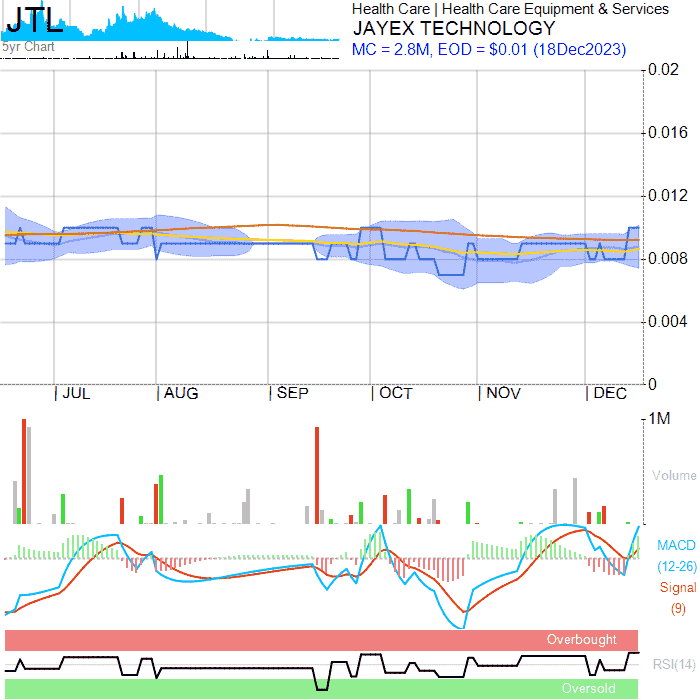 JTL
5yr Chart
Health Care | Health Care Equipment & Services
JAYEX TECHNOLOGY
MC = 2.8M, EOD = $0.01 (18Dec2023)
0.02
0.016
0.012
0.008
0.004
0
| JUL | AUG | SEP | OCT | NOV | DEC
1M
Volume
MACD
(12-26)
Signal
(9)
Overbought
RSI(14)
Oversold